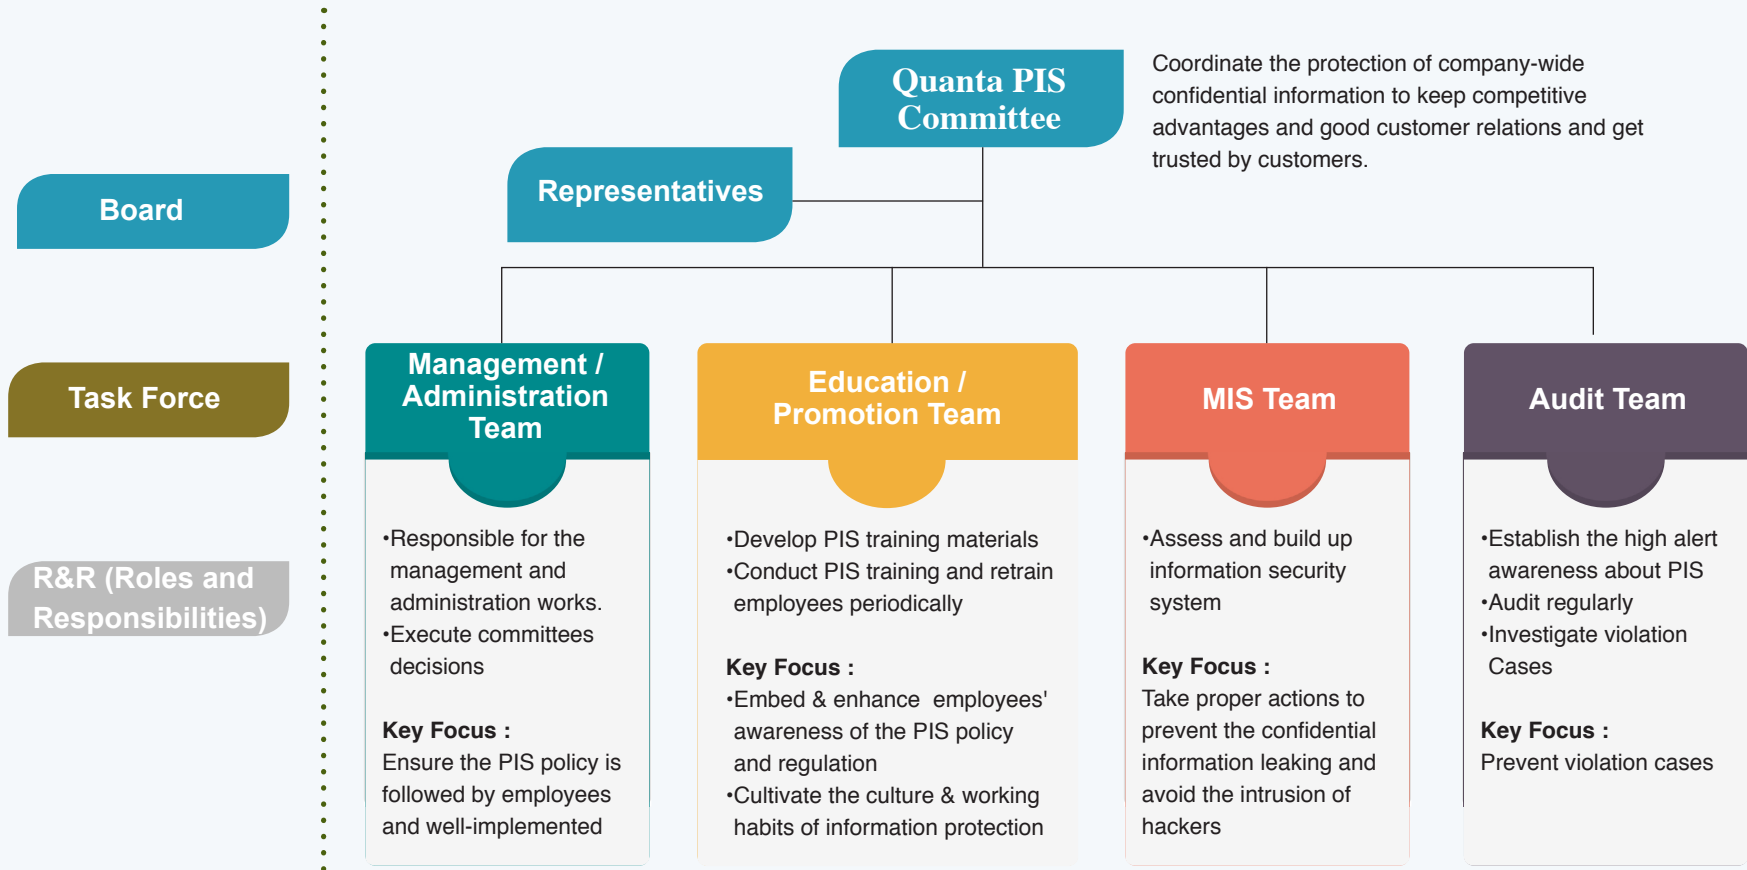 Quanta PIS
Committee
Coordinate the protection of company-wide
confidential information to keep competitive
advantages and good customer relations and get
trusted by customers.
Representatives
Board
Task Force
R&R (Roles and
Responsibilities)
Management /
Administration
Team
•Responsible for the
management and
administration works.
•Execute committees
decisions
Key Focus :
Ensure the PIS policy is
followed by employees
and well-implemented
Education /
Promotion Team
•Develop PIS training materials
•Conduct PIS training and retrain
employees periodically
Key Focus :
•Embed & enhance  employees'
awareness of the PIS policy
and regulation
•Cultivate the culture & working
habits of information protection
MIS Team
•Assess and build up
information security
system
Key Focus :
Take proper actions to
prevent the confidential
information leaking and
avoid the intrusion of
hackers
Audit Team
•Establish the high alert
awareness about PIS
•Audit regularly
•Investigate violation
Cases
Key Focus :
Prevent violation cases